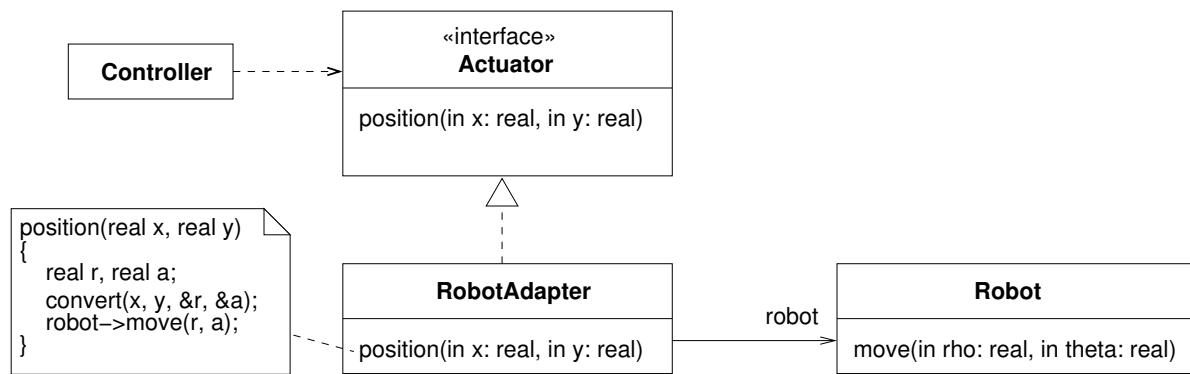 «interface»
Actuator
Controller
position(in x: real, in y: real)
position(real x, real y)
{
real r, real a;
convert(x, y, &r, &a);
robot−>move(r, a);
}
RobotAdapter
position(in x: real, in y: real)
robot
Robot
move(in rho: real, in theta: real)